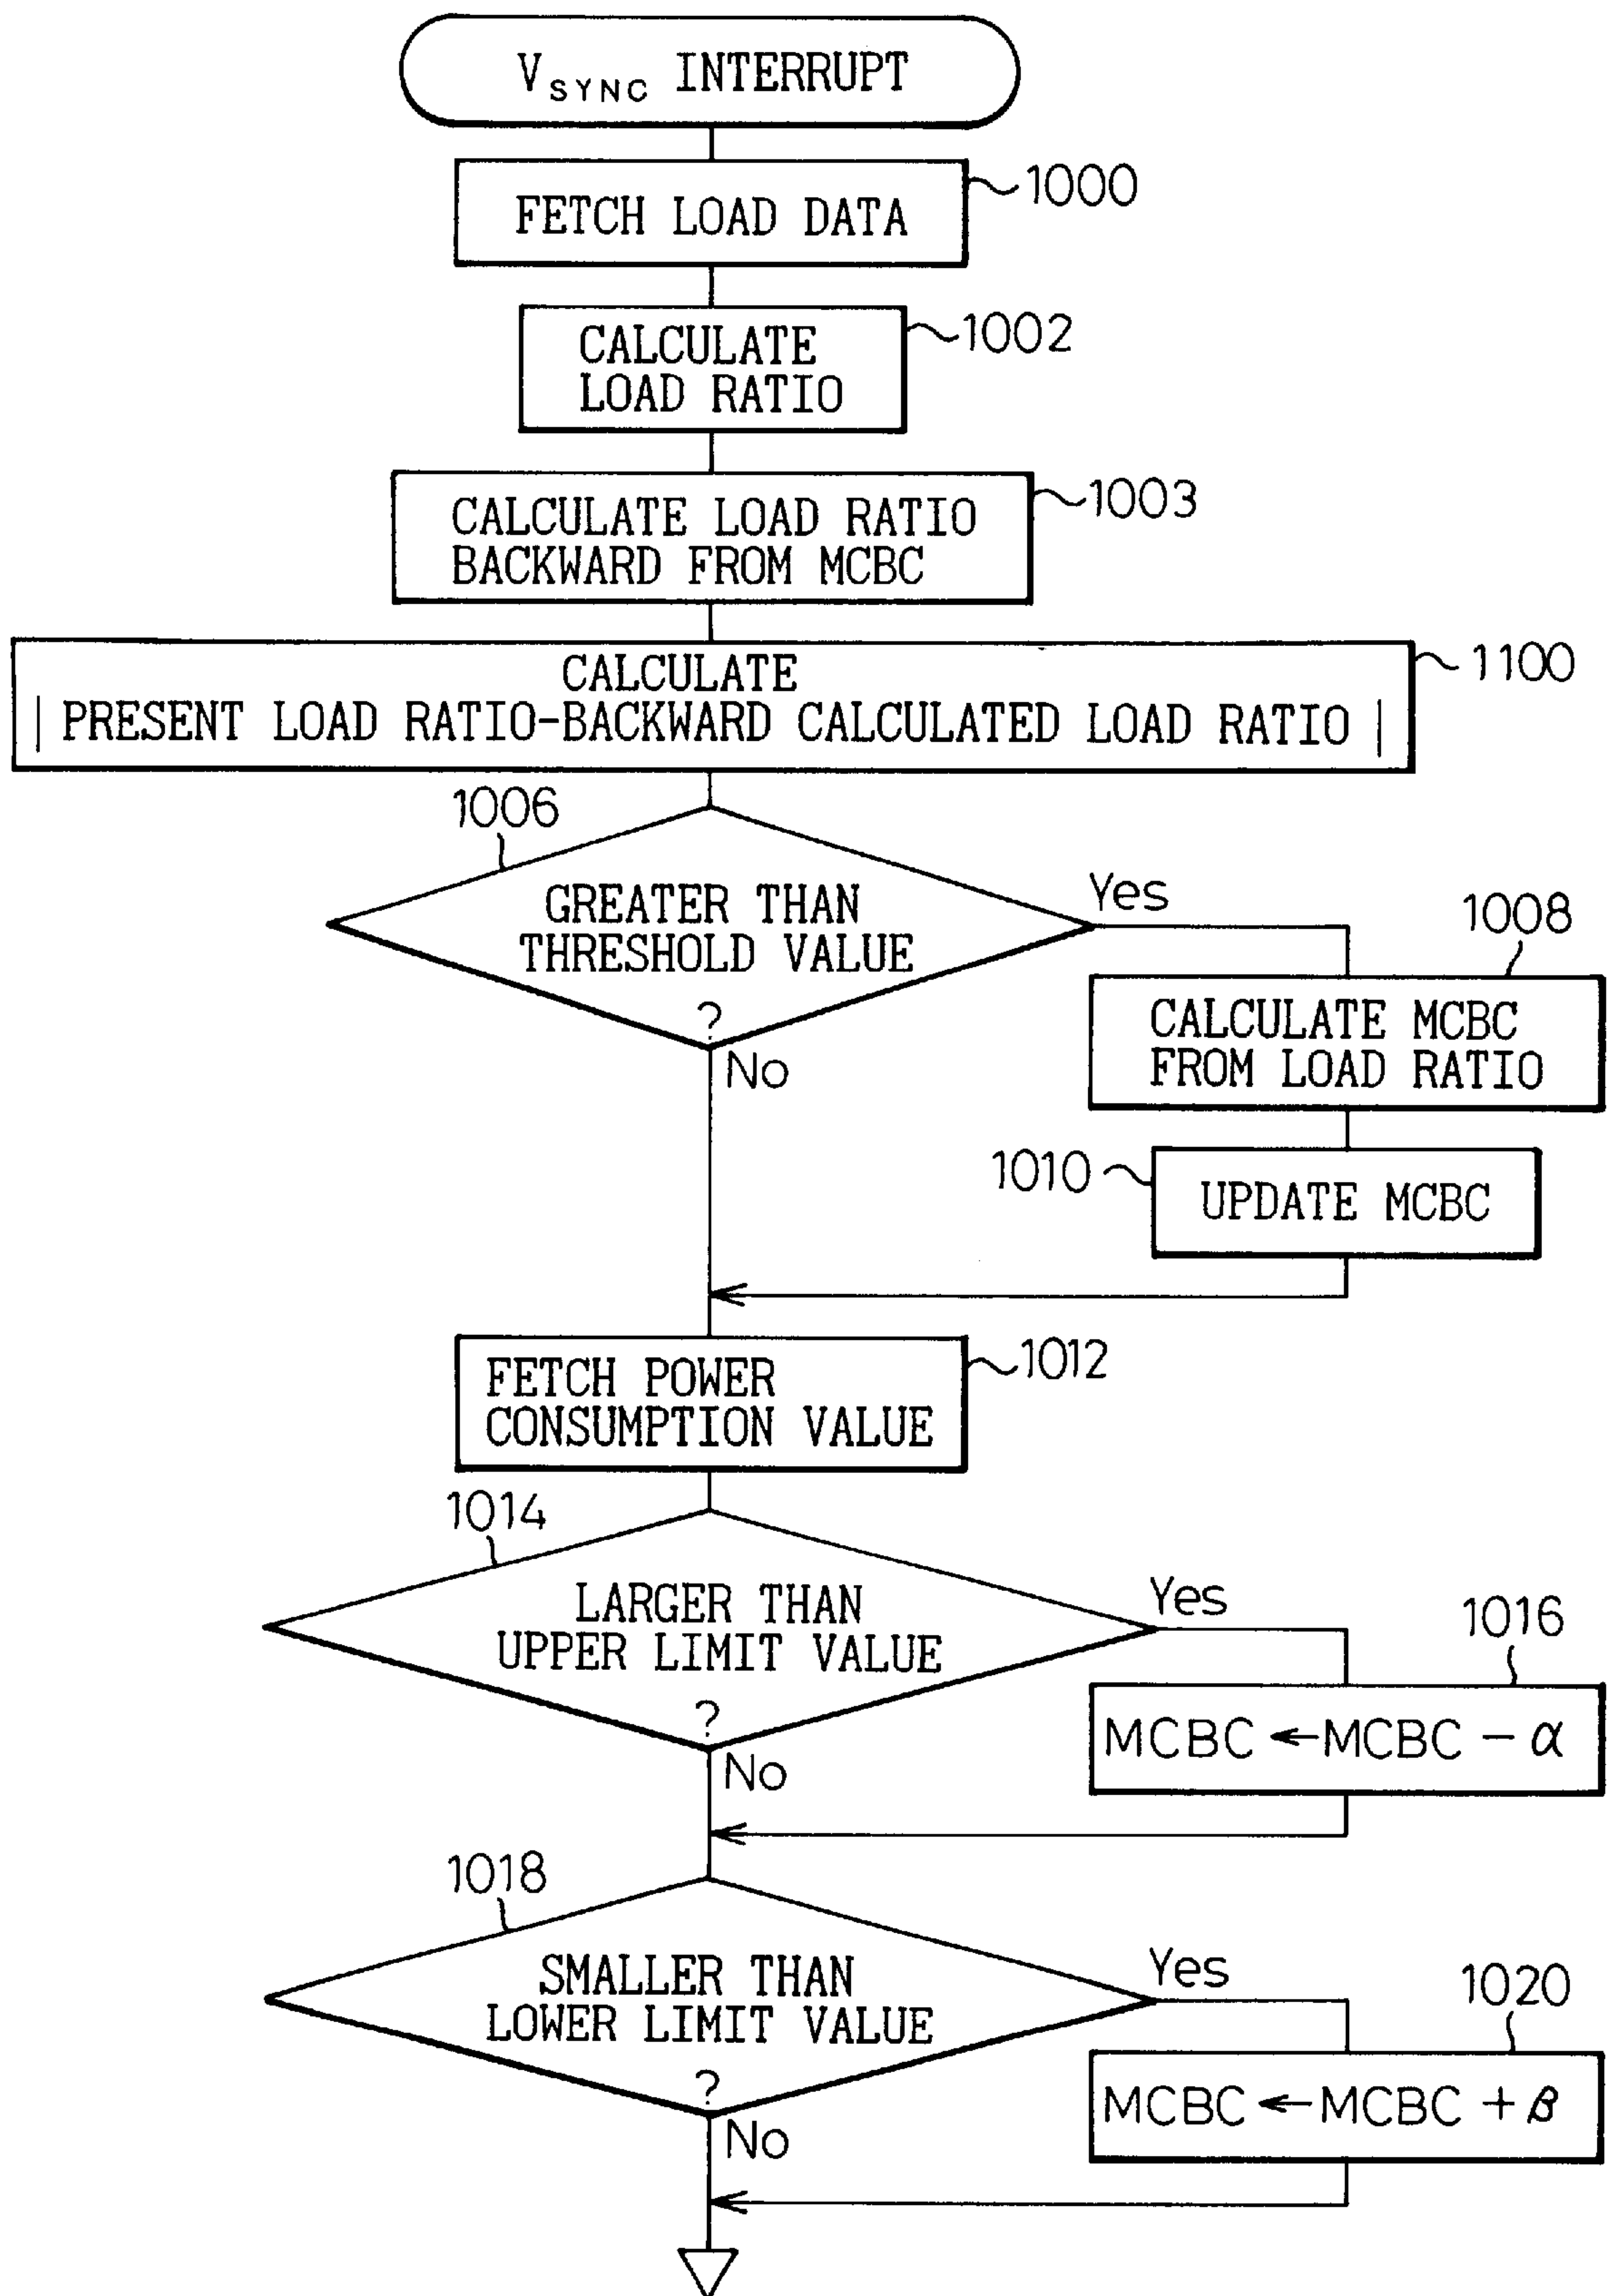 V_SYNC INTERRUPT
1000
FETCH LOAD DATA
1002
CALCULATE
LOAD RATIO
1003
CALCULATE LOAD RATIO
BACKWARD FROM MCBC
1100
CALCULATE
| PRESENT LOAD RATIO-BACKWARD CALCULATED LOAD RATIO |
1006
GREATER THAN
THRESHOLD VALUE
?
Yes
No
1008
CALCULATE MCBC
FROM LOAD RATIO
1010
UPDATE MCBC
1012
FETCH POWER
CONSUMPTION VALUE
1014
LARGER THAN
UPPER LIMIT VALUE
?
Yes
No
1016
MCBC ← MCBC - α
1018
SMALLER THAN
LOWER LIMIT VALUE
?
Yes
No
1020
MCBC ← MCBC + β